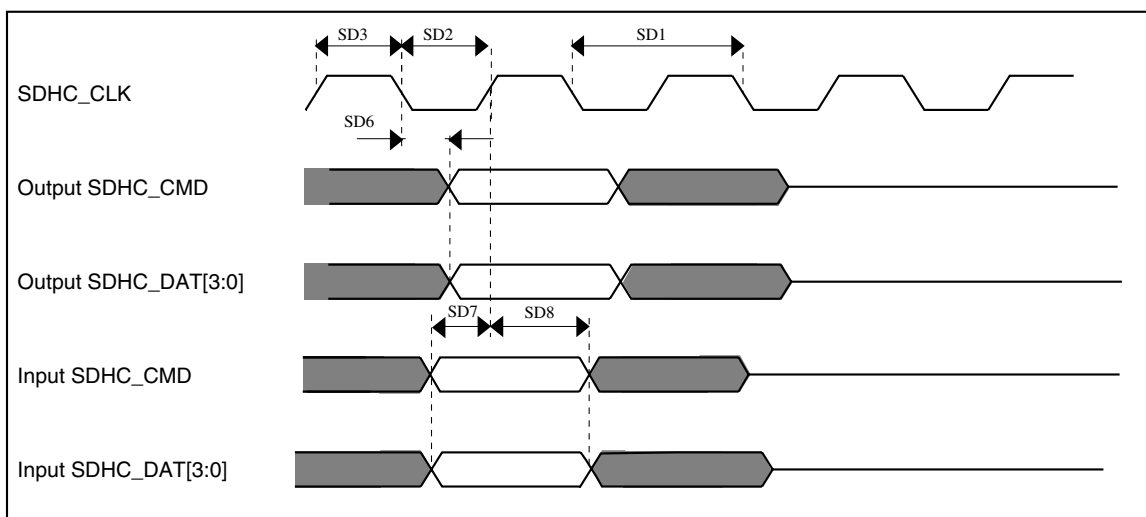 SD3 SD2 SD1
SDHC_CLK
SD6
Output SDHC_CMD
Output SDHC_DAT[3:0]
SD7 SD8
Input SDHC_CMD
Input SDHC_DAT[3:0]